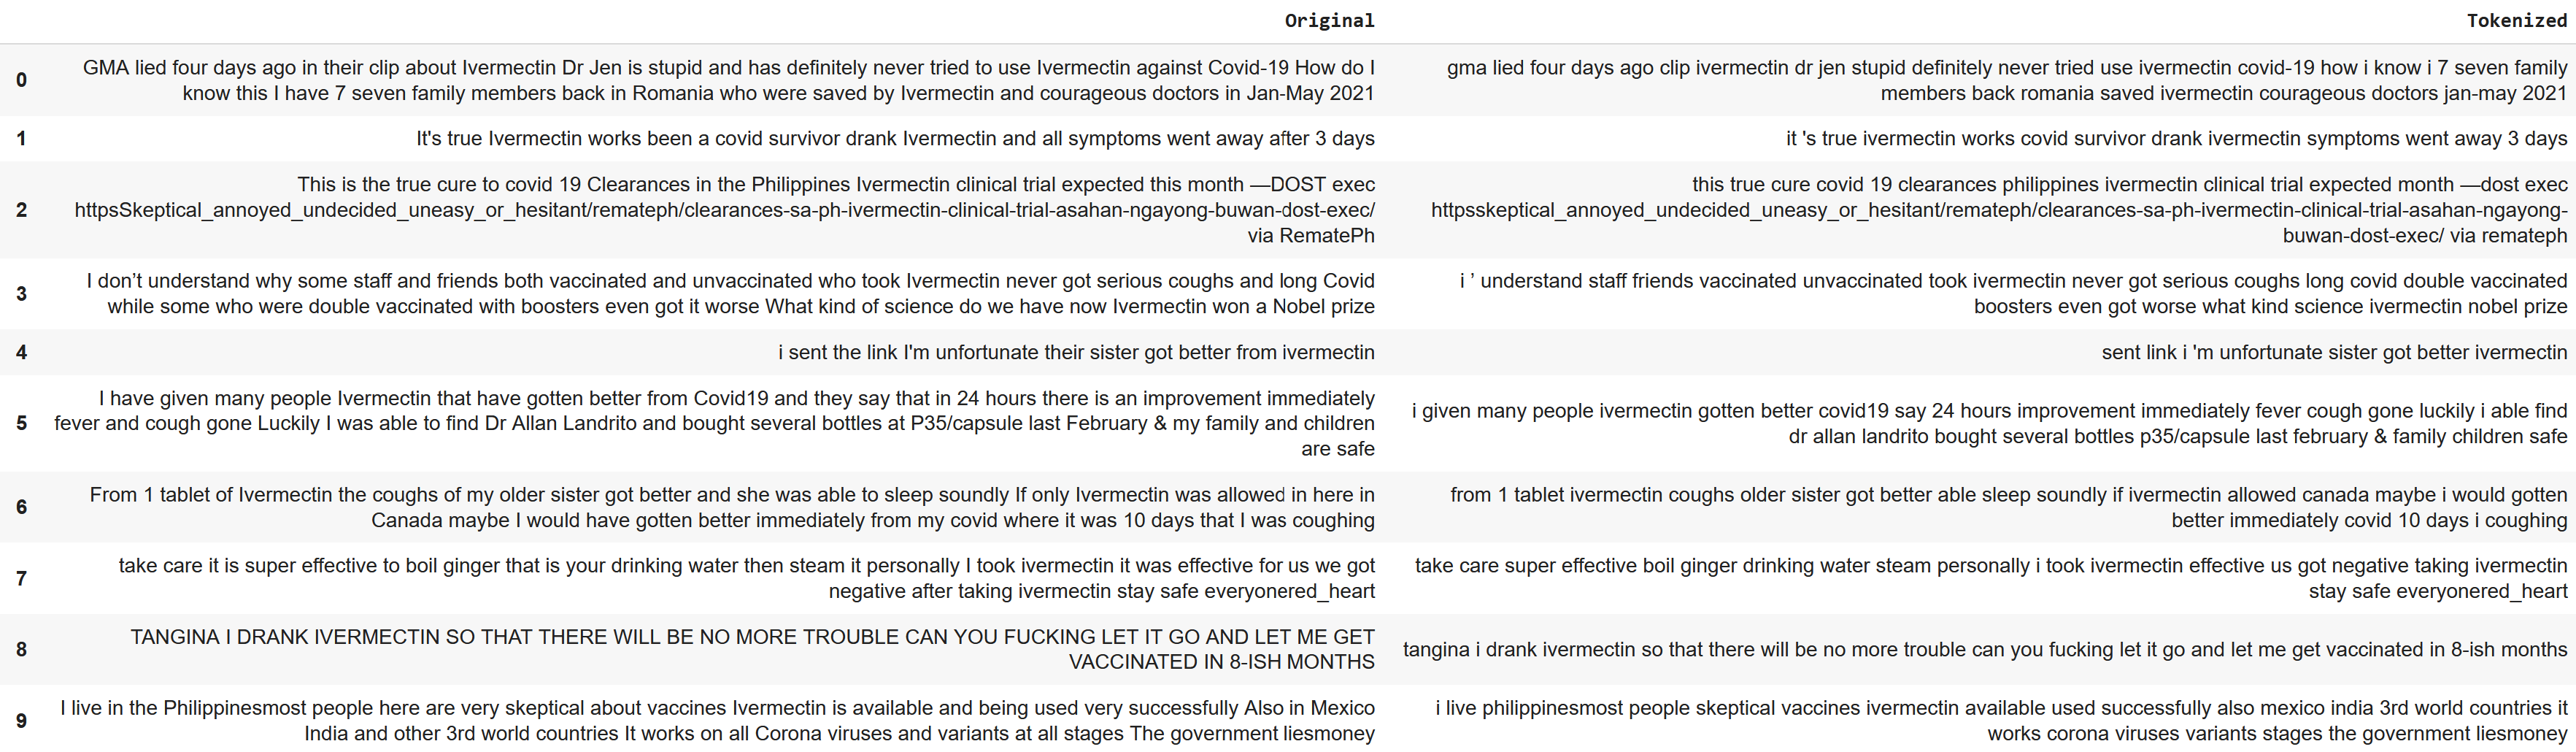 Original Tokenized
0 GMA lied four days ago in their clip about Ivermectin Dr Jen is stupid and has definitely never tried to use Ivermectin against Covid-19 How do I
know this I have 7 seven family members back in Romania who were saved by Ivermectin and courageous doctors in Jan-May 2021
gma lied four days ago clip ivermectin dr jen stupid definitely never tried use ivermectin covid-19 how i know i 7 seven family
members back romania saved ivermectin courageous doctors jan-may 2021
1 It's true Ivermectin works been a covid survivor drank Ivermectin and all symptoms went away after 3 days
it 's true ivermectin works covid survivor drank ivermectin symptoms went away 3 days
2 This is the true cure to covid 19 Clearances in the Philippines Ivermectin clinical trial expected this month —DOST exec
httpsSkeptical_annoyed_undecided_uneasy_or_hesitant/remateph/clearances-sa-ph-ivermectin-clinical-trial-asahan-ngayong-buwan-dost-exec/
via RematePh
this true cure covid 19 clearances philippines ivermectin clinical trial expected month —dost exec
httpsskeptical_annoyed_undecided_uneasy_or_hesitant/remateph/clearances-sa-ph-ivermectin-clinical-trial-asahan-ngayong-
buwan-dost-exec/ via remateph
3 I don’t understand why some staff and friends both vaccinated and unvaccinated who took Ivermectin never got serious coughs and long Covid
while some who were double vaccinated with boosters even got it worse What kind of science do we have now Ivermectin won a Nobel prize
i ’ understand staff friends vaccinated unvaccinated took ivermectin never got serious coughs long covid double vaccinated
boosters even got worse what kind science ivermectin nobel prize
4 i sent the link I'm unfortunate their sister got better from ivermectin
sent link i 'm unfortunate sister got better ivermectin
5 I have given many people Ivermectin that have gotten better from Covid19 and they say that in 24 hours there is an improvement immediately
fever and cough gone Luckily I was able to find Dr Allan Landrito and bought several bottles at P35/capsule last February & my family and children
are safe
i given many people ivermectin gotten better covid19 say 24 hours improvement immediately fever cough gone luckily i able find
dr allan landrito bought several bottles p35/capsule last february & family children safe
6 From 1 tablet of Ivermectin the coughs of my older sister got better and she was able to sleep soundly If only Ivermectin was allowed in here in
Canada maybe I would have gotten better immediately from my covid where it was 10 days that I was coughing
from 1 tablet ivermectin coughs older sister got better able sleep soundly if ivermectin allowed canada maybe i would gotten
better immediately covid 10 days i coughing
7 take care it is super effective to boil ginger that is your drinking water then steam it personally I took ivermectin it was effective for us we got
negative after taking ivermectin stay safe everyonered_heart
take care super effective boil ginger drinking water steam personally i took ivermectin effective us got negative taking ivermectin
stay safe everyonered_heart
8 TANGINA I DRANK IVERMECTIN SO THAT THERE WILL BE NO MORE TROUBLE CAN YOU FUCKING LET IT GO AND LET ME GET
VACCINATED IN 8-ISH MONTHS
tangina i drank ivermectin so that there will be no more trouble can you fucking let it go and let me get vaccinated in 8-ish months
9 I live in the Philippinesmost people here are very skeptical about vaccines Ivermectin is available and being used very successfully Also in Mexico
India and other 3rd world countries It works on all Corona viruses and variants at all stages The government liesmoney
i live philippinesmost people skeptical vaccines ivermectin available used successfully also mexico india 3rd world countries it
works corona viruses variants stages the government liesmoney